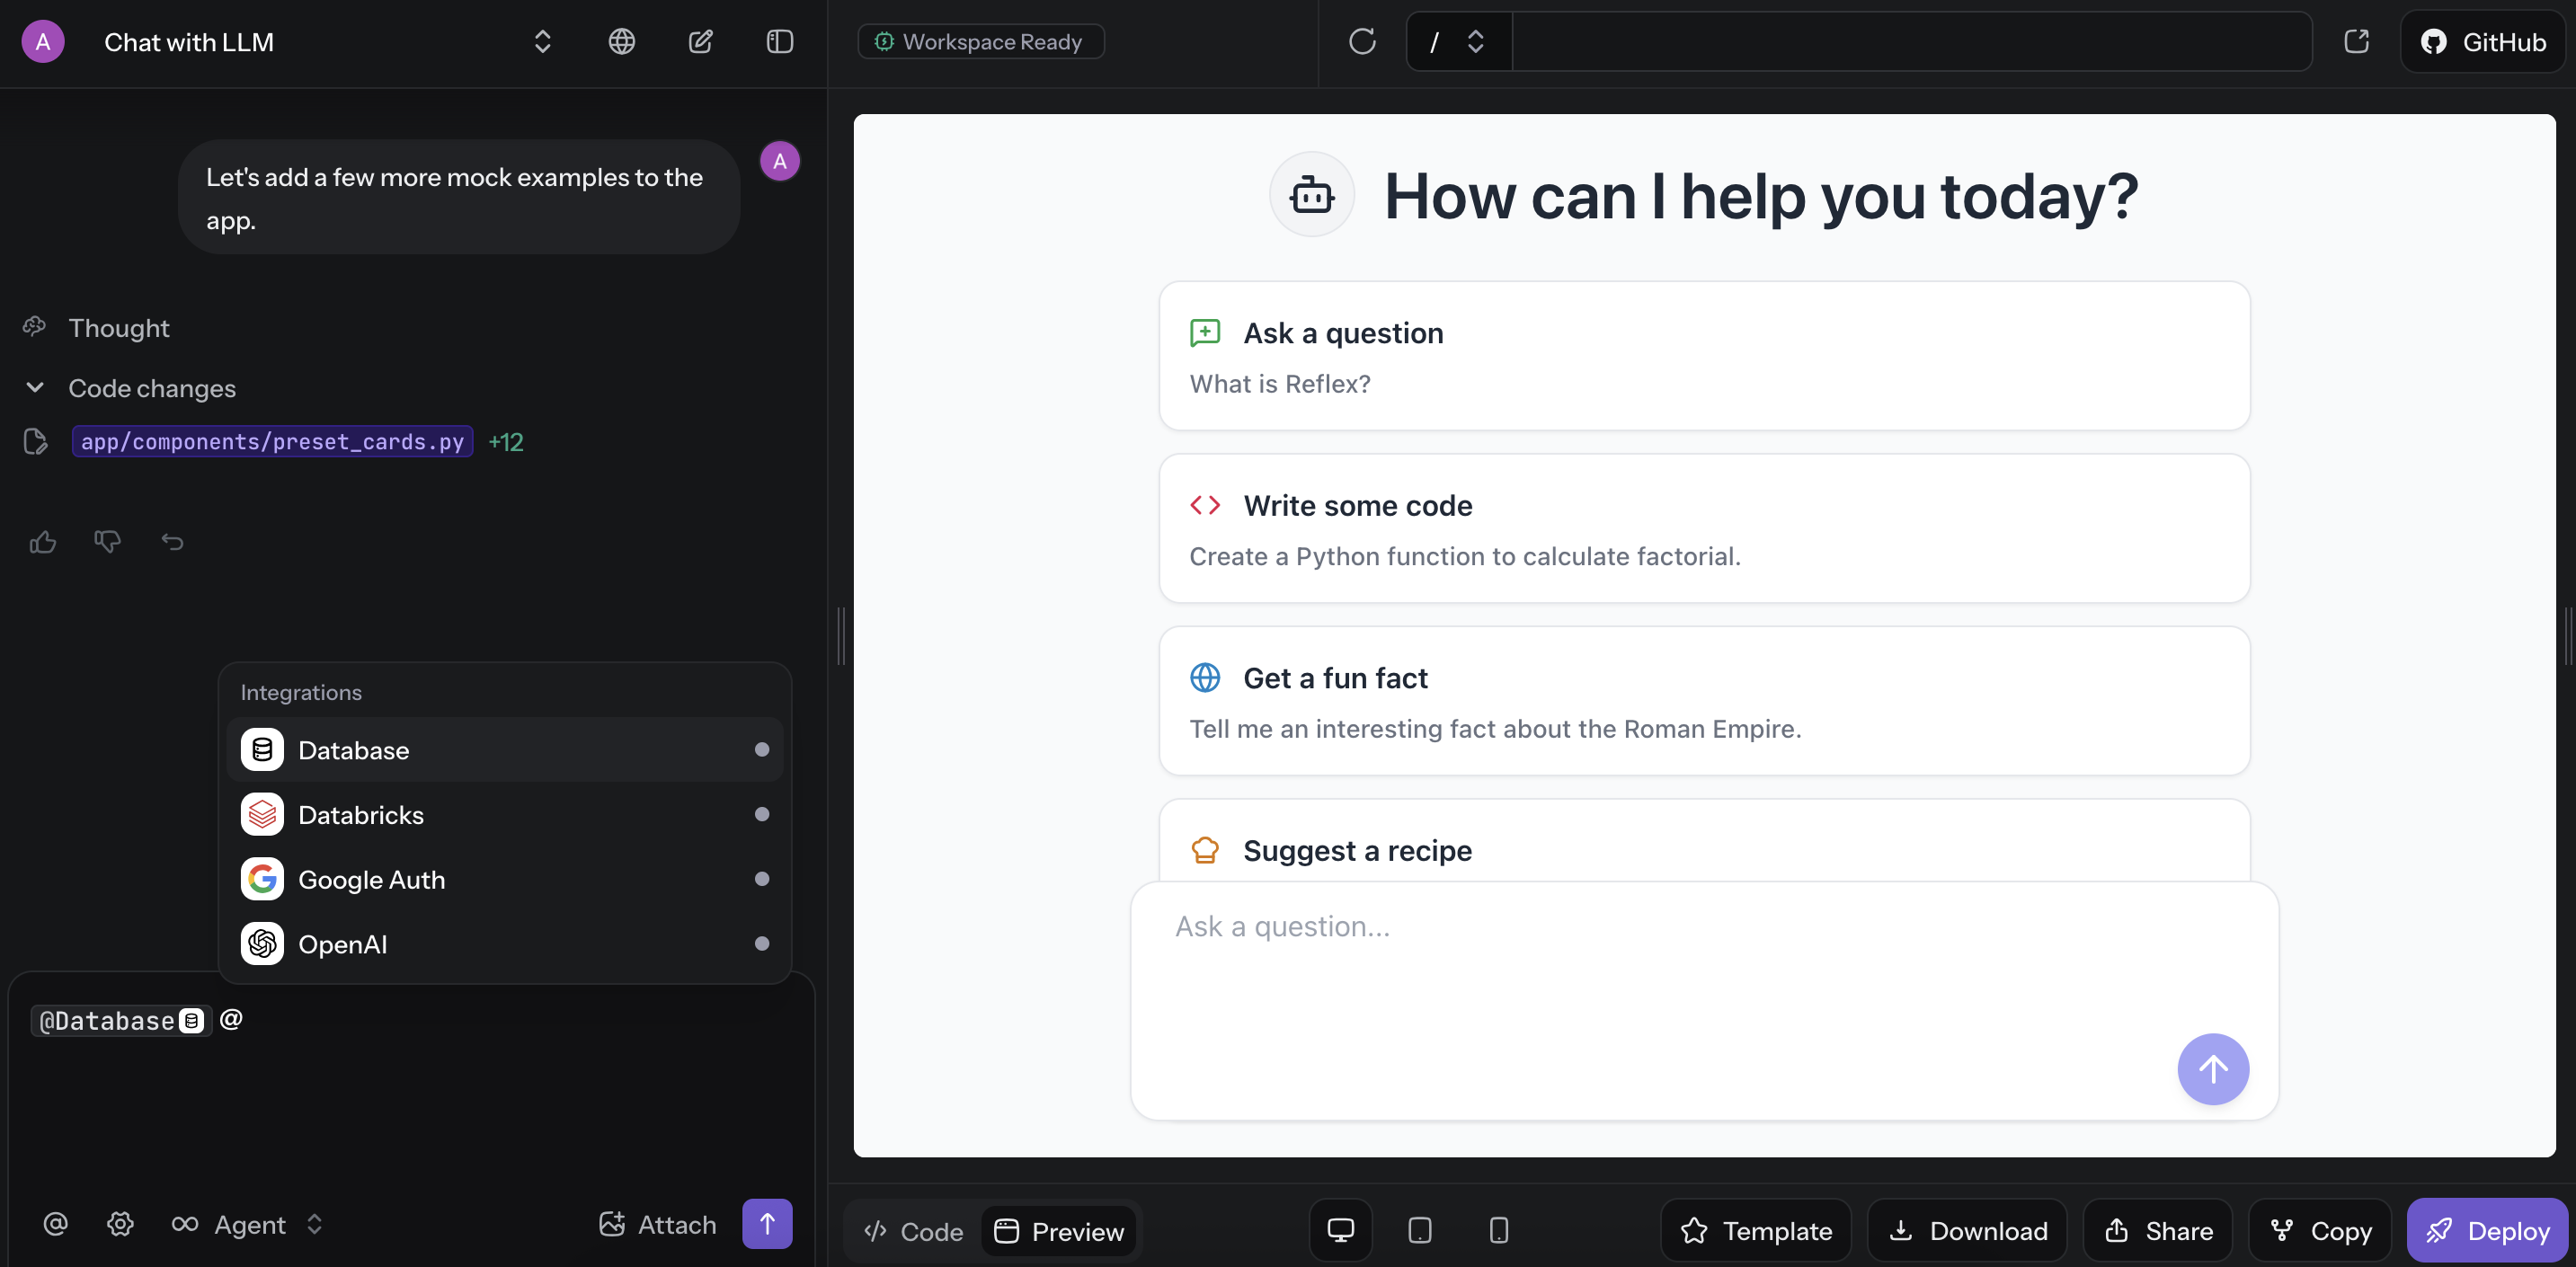 A
Chat with LLM
Let's add a few more mock examples to the
app.
A
Thought
Code changes
app/components/preset_cards.py +12
Integrations
Database
Databricks
Google Auth
OpenAI
@Database @
Agent
Attach
Workspace Ready
/
GitHub
How can I help you today?
Ask a question
What is Reflex?
Write some code
Create a Python function to calculate factorial.
Get a fun fact
Tell me an interesting fact about the Roman Empire.
Suggest a recipe
Ask a question...
Code
Preview
Template
Download
Share
Copy
Deploy